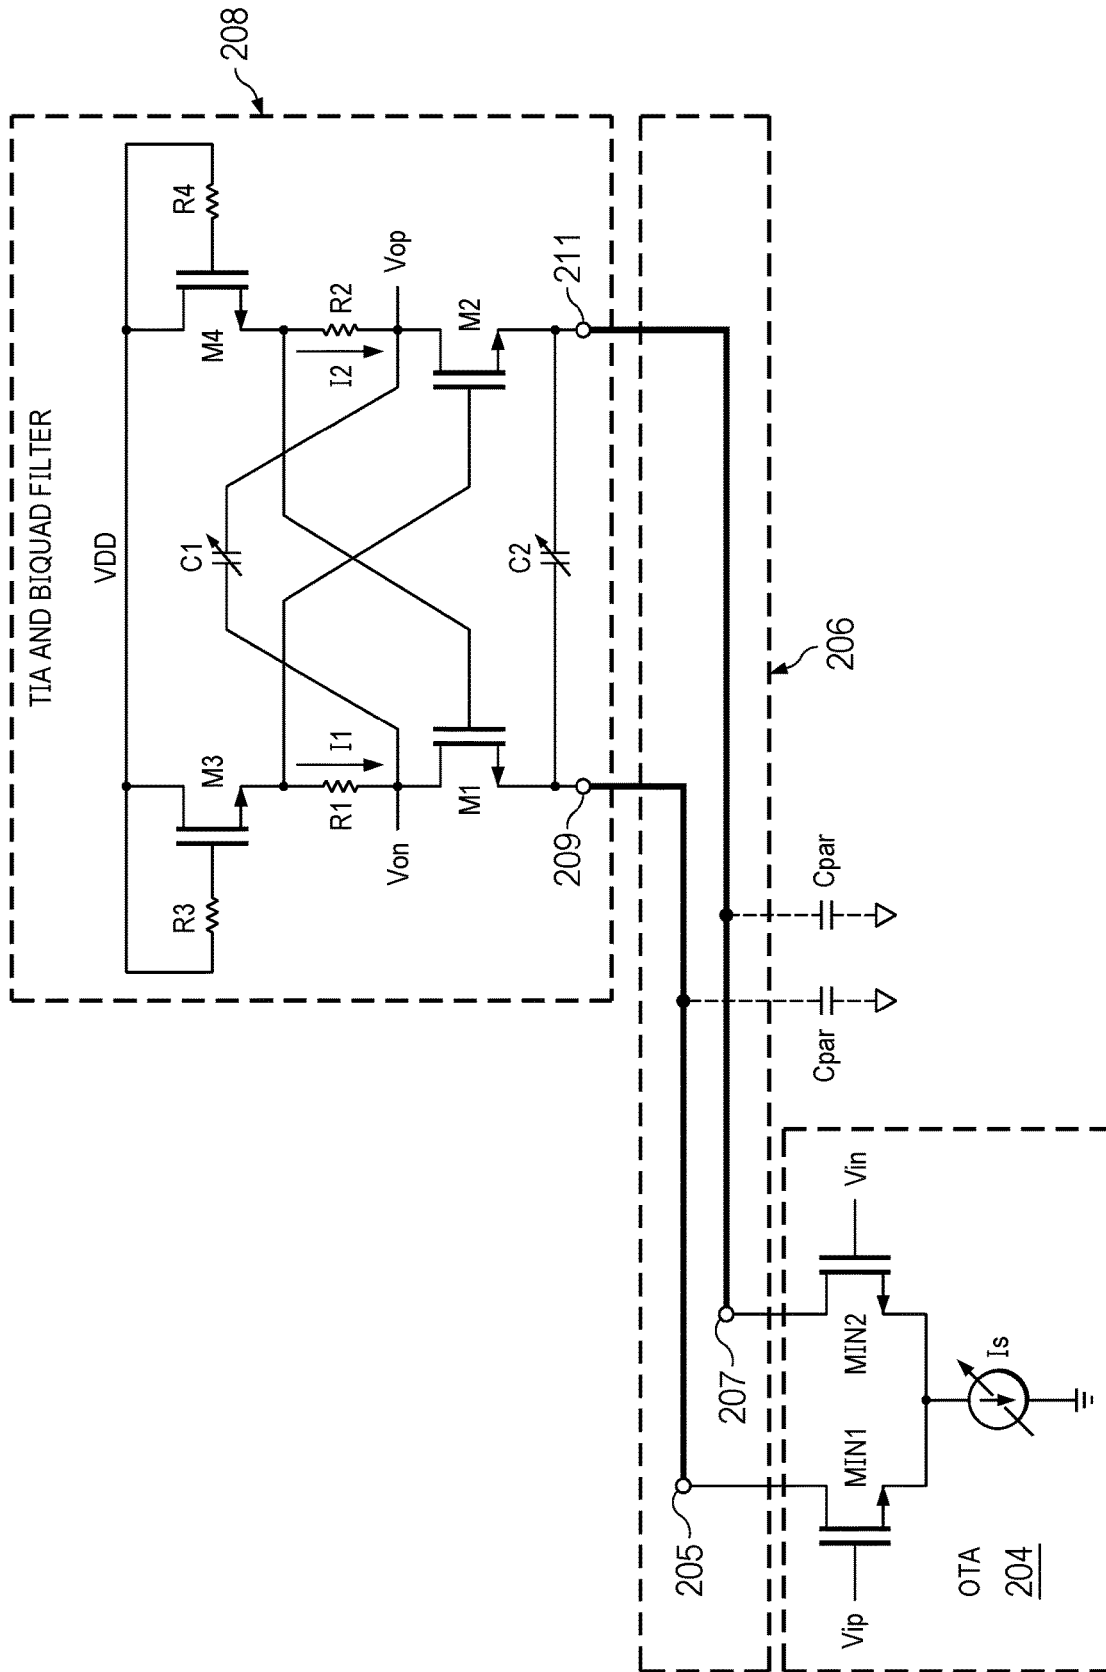 208
TIA AND BIQUAD FILTER
VDD
R3
M3
C1
M4
R4
R1
I1
I2
R2
Von
Vop
M1
M2
C2
209
211
206
Cpar
Cpar
205
207
Vip
MIN1
MIN2
Vin
Is
OTA
204